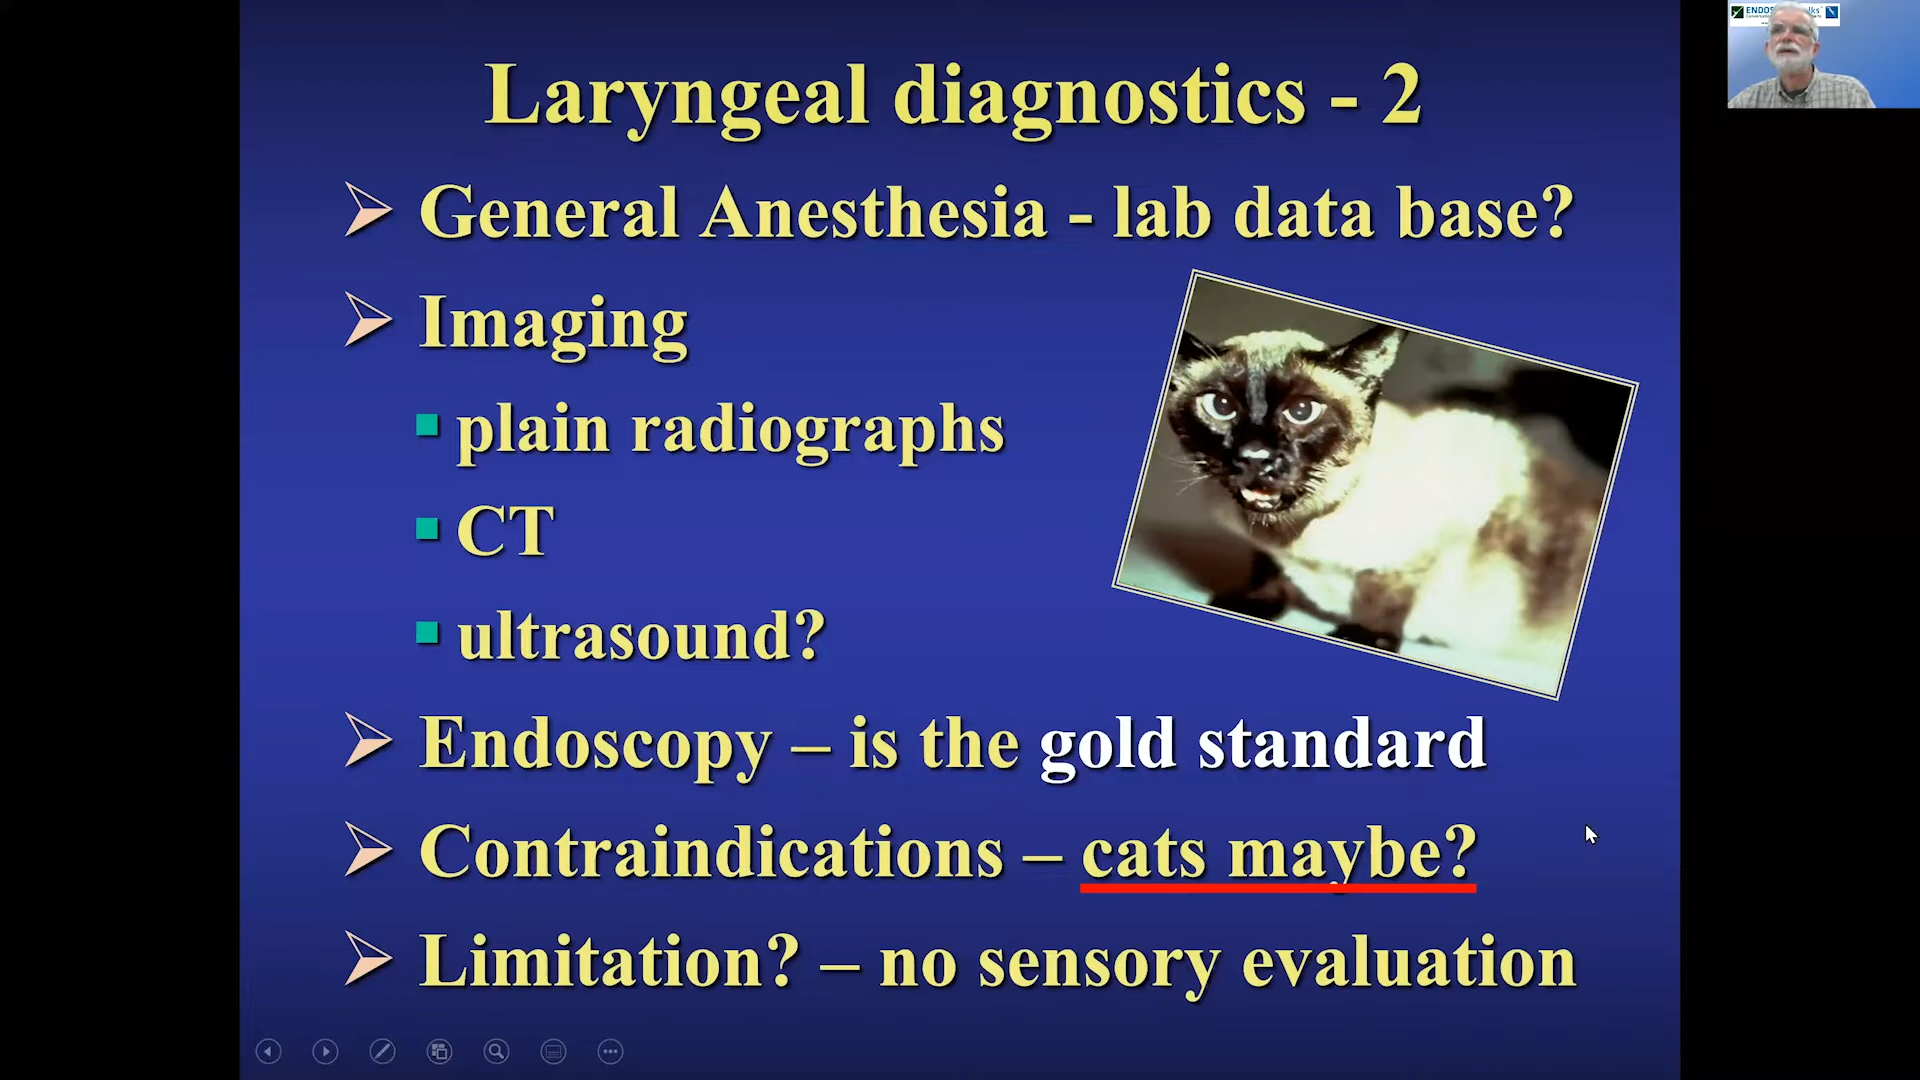 Laryngeal diagnostics - 2
General Anesthesia - lab data base?
Imaging
plain radiographs
CT
ultrasound?
Endoscopy – is the gold standard
Contraindications – cats maybe?
Limitation? – no sensory evaluation